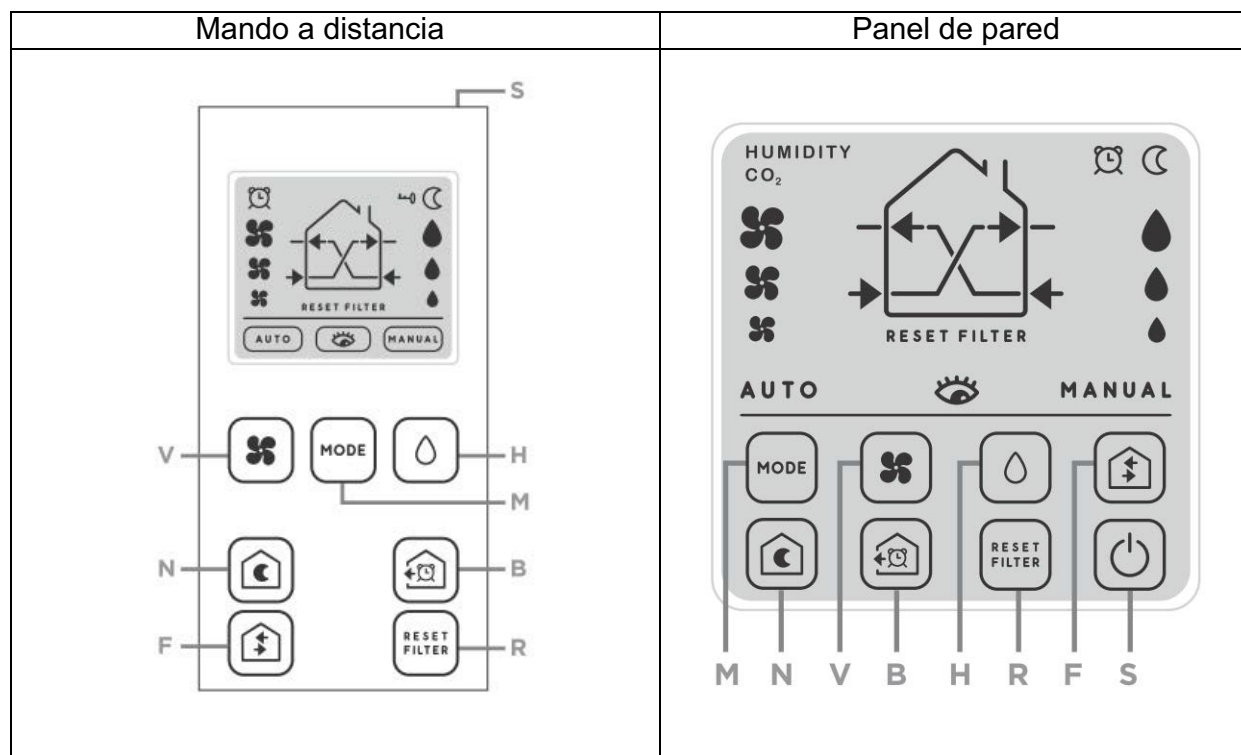 Mando a distancia
Panel de pared
S
RESET FILTER
AUTO
MANUAL
V
MODE
H
M
N
B
F
RESET
FILTER
R
HUMIDITY
CO₂
RESET FILTER
AUTO
MANUAL
MODE
RESET
FILTER
M N V B H R F S